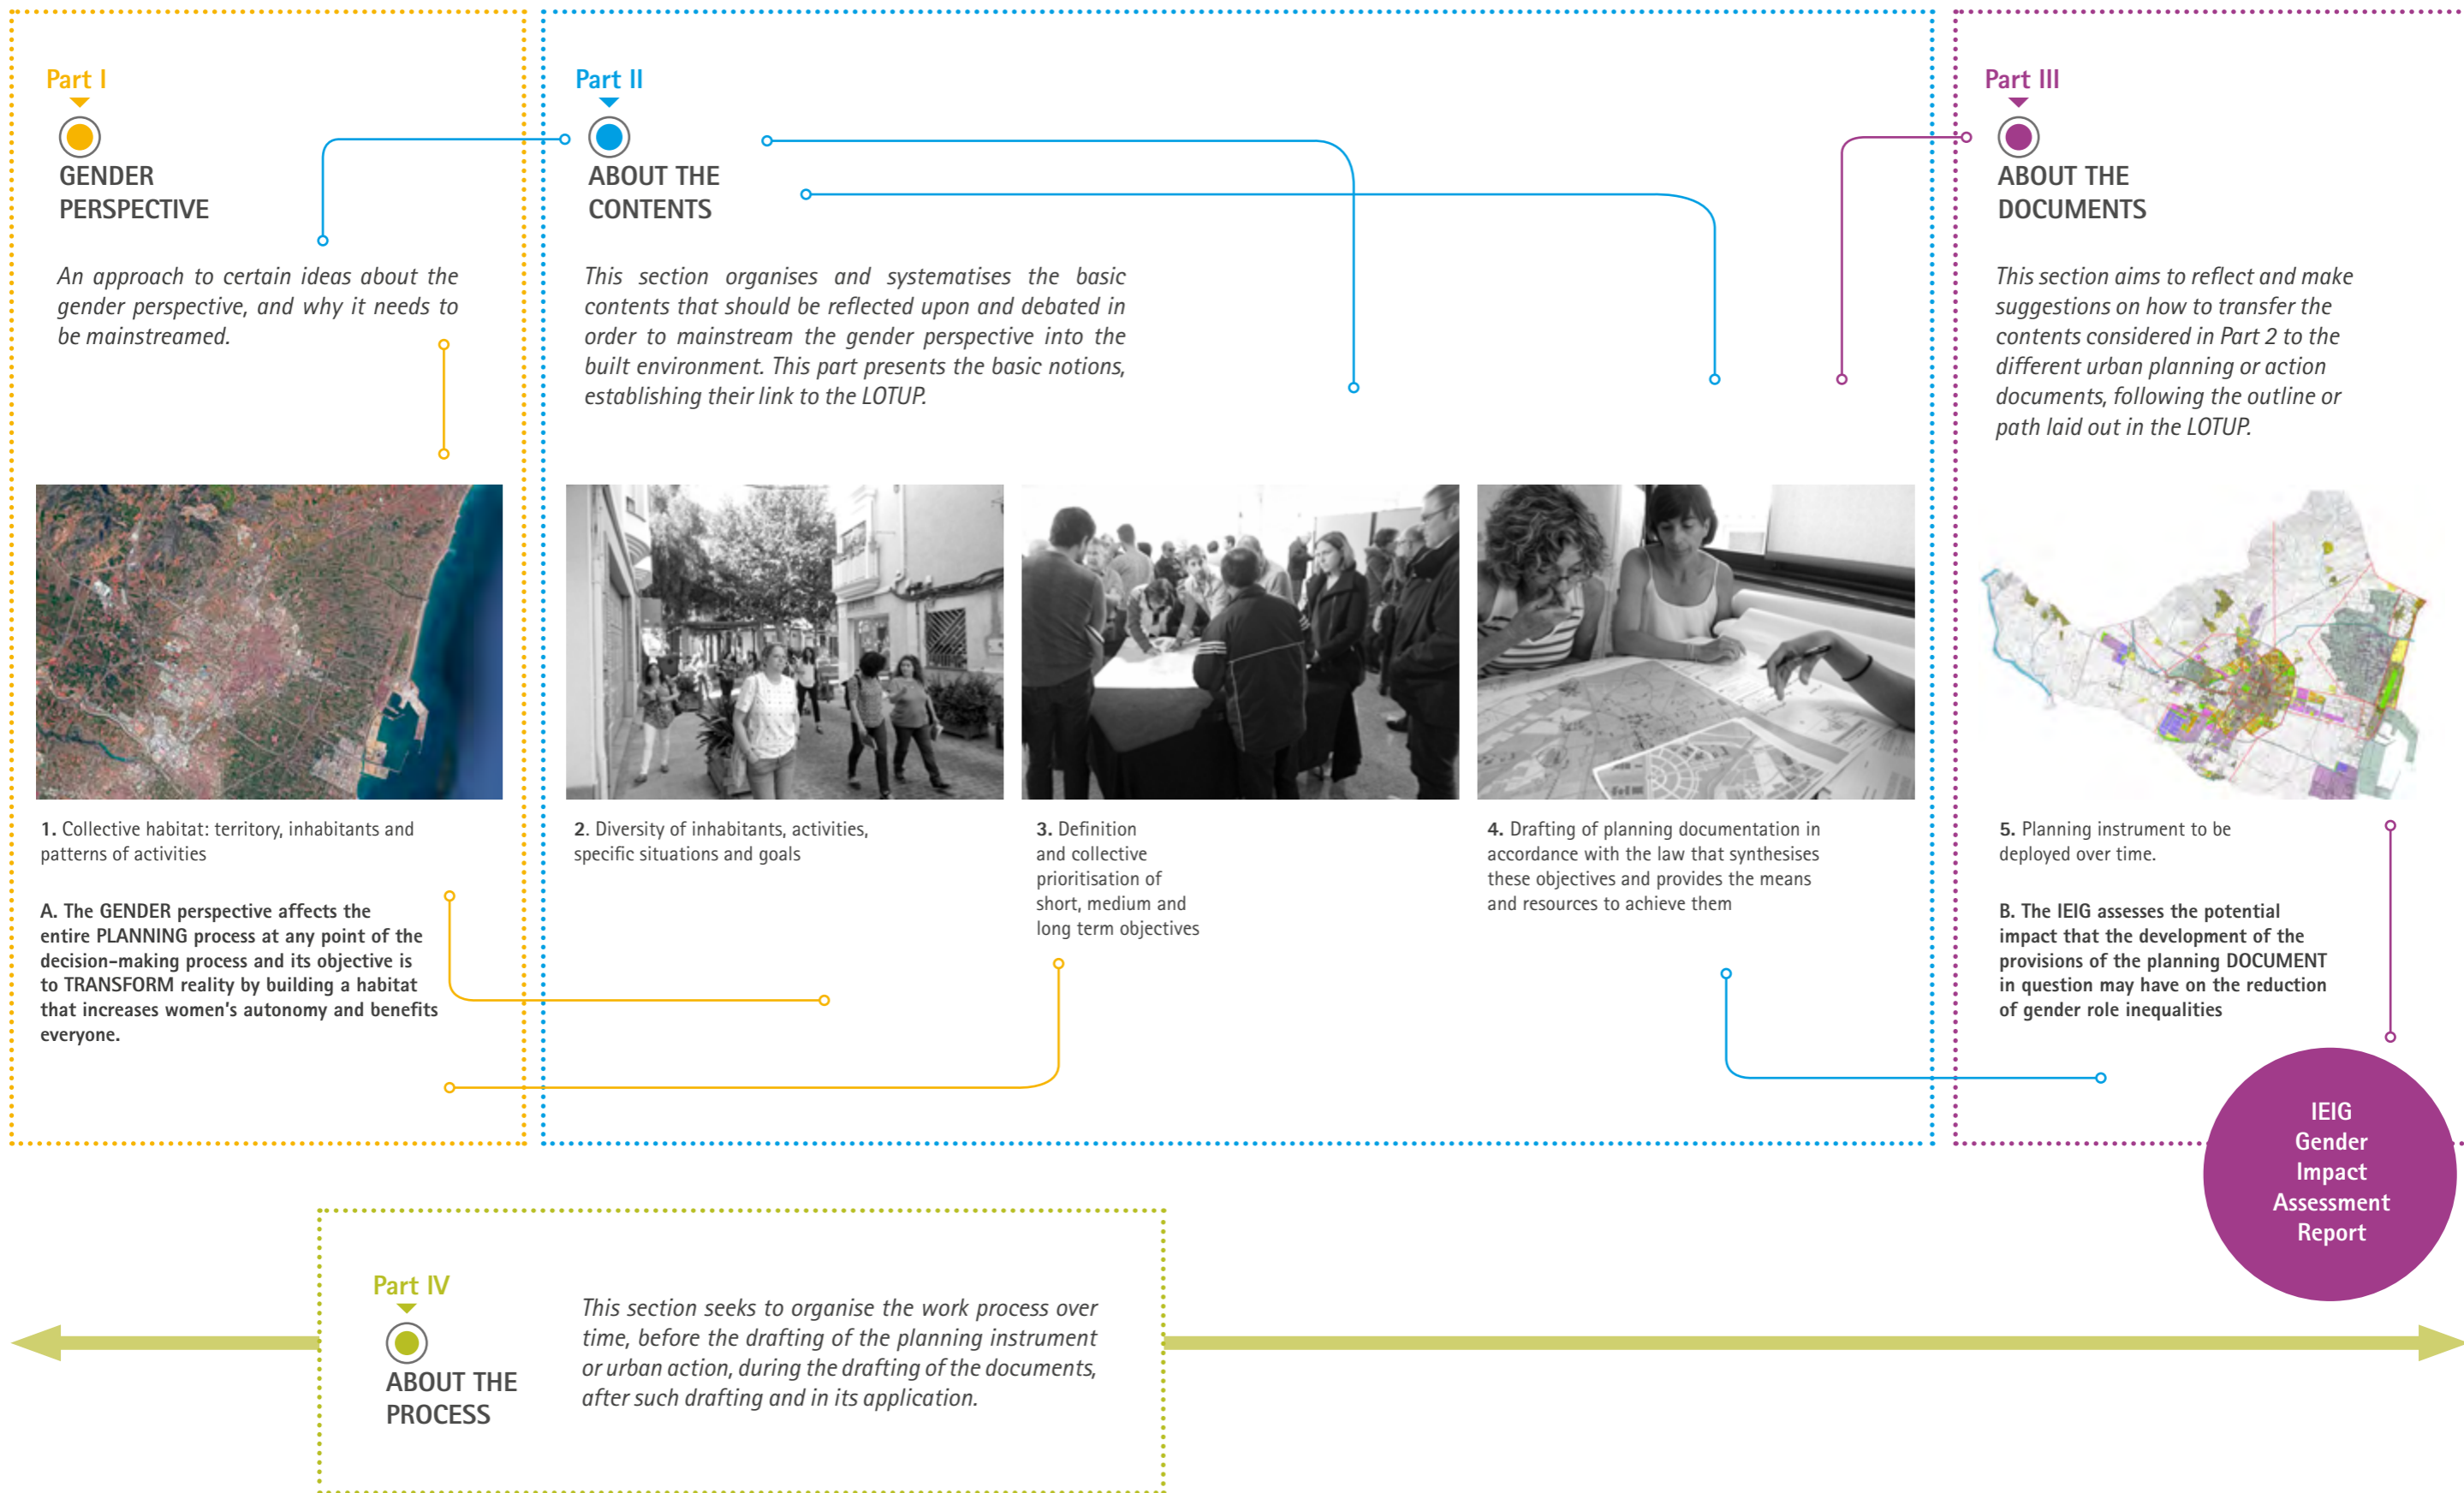 Part I
GENDER
PERSPECTIVE
An approach to certain ideas about the
gender perspective, and why it needs to
be mainstreamed.
1. Collective habitat: territory, inhabitants and
patterns of activities
A. The GENDER perspective affects the
entire PLANNING process at any point of the
decision-making process and its objective is
to TRANSFORM reality by building a habitat
that increases women's autonomy and benefits
everyone.
Part II
ABOUT THE
CONTENTS
This section organises and systematises the basic
contents that should be reflected upon and debated in
order to mainstream the gender perspective into the
built environment. This part presents the basic notions,
establishing their link to the LOTUP.
2. Diversity of inhabitants, activities,
specific situations and goals
3. Definition
and collective
prioritisation of
short, medium and
long term objectives
4. Drafting of planning documentation in
accordance with the law that synthesises
these objectives and provides the means
and resources to achieve them
Part III
ABOUT THE
DOCUMENTS
This section aims to reflect and make
suggestions on how to transfer the
contents considered in Part 2 to the
different urban planning or action
documents, following the outline or
path laid out in the LOTUP.
5. Planning instrument to be
deployed over time.
B. The IEIG assesses the potential
impact that the development of the
provisions of the planning DOCUMENT
in question may have on the reduction
of gender role inequalities
IEIG
Gender
Impact
Assessment
Report
Part IV
ABOUT THE
PROCESS
This section seeks to organise the work process over
time, before the drafting of the planning instrument
or urban action, during the drafting of the documents,
after such drafting and in its application.